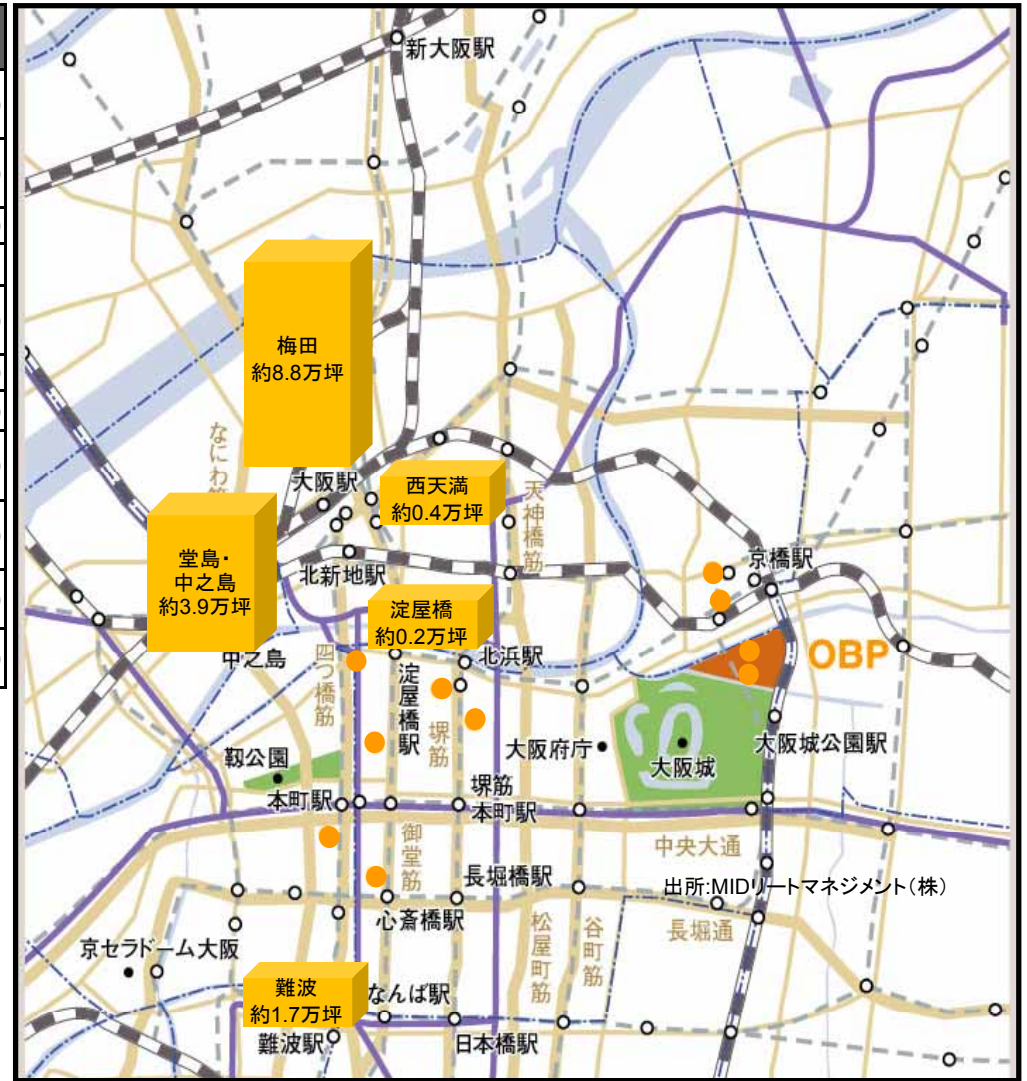 新大阪駅
梅田
約8.8万坪
なにわ筋
大阪駅
西天満
約0.4万坪
天神橋筋
堂島・
中之島
約3.9万坪
北新地駅
京橋駅
淀屋橋
約0.2万坪
中之島
四つ橋筋
淀屋橋駅
北浜駅
堺筋
OBP
大阪府庁
大阪城
大阪城公園駅
靱公園
本町駅
堺筋
本町駅
御堂筋
中央大通
長堀橋駅
出所:MIDリートマネジメント(株)
心斎橋駅
松屋町筋
谷町筋
長堀通
京セラドーム大阪
難波
約1.7万坪
なんば駅
難波駅
日本橋駅